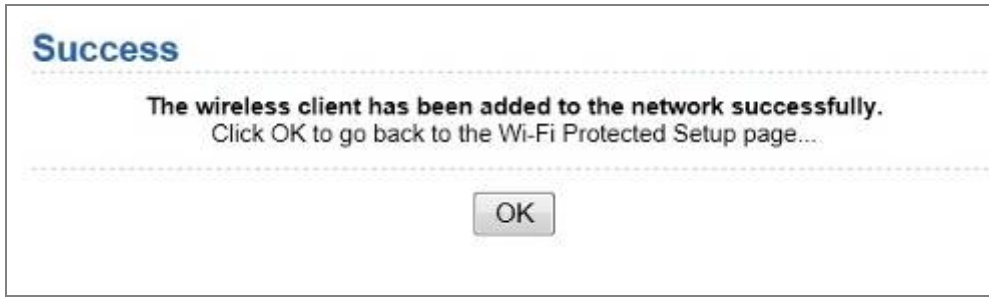 Success
The wireless client has been added to the network successfully.
Click OK to go back to the Wi-Fi Protected Setup page...
OK